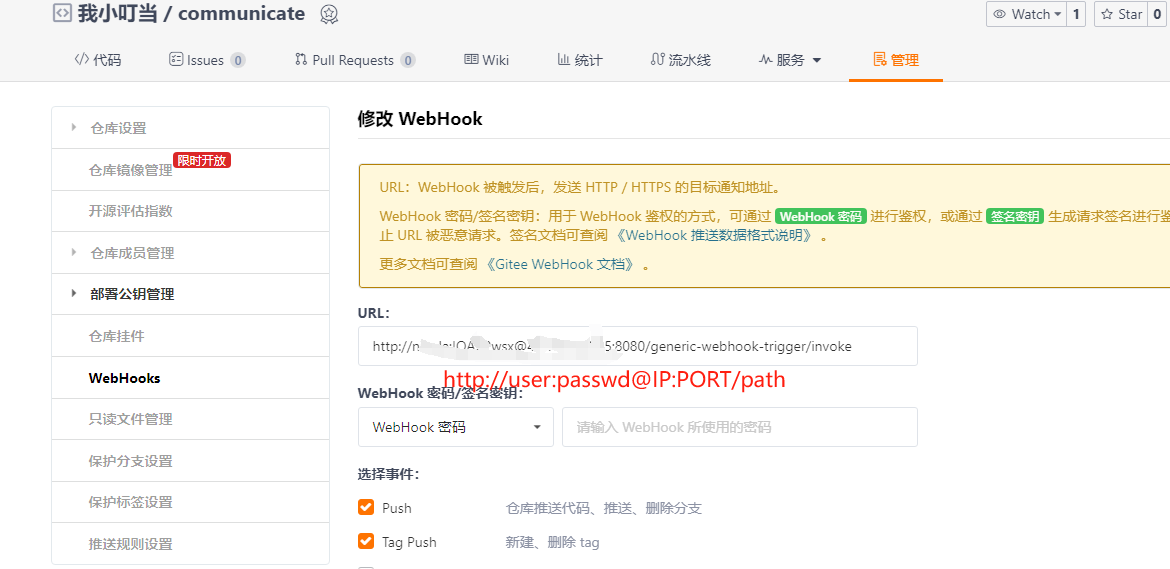 我小叮当 / communicate
Watch 1 Star 0
代码 Issues 0 Pull Requests 0 Wiki 统计 流水线 服务 管理
仓库设置
仓库镜像管理 限时开放
开源评估指数
仓库成员管理
部署公钥管理
仓库挂件
WebHooks
只读文件管理
保护分支设置
保护标签设置
推送规则设置
修改 WebHook
URL：WebHook 被触发后，发送 HTTP / HTTPS 的目标通知地址。
WebHook 密码/签名密钥：用于 WebHook 鉴权的方式，可通过 WebHook 密码 进行鉴权，或通过 签名密钥 生成请求签名进行鉴
止 URL 被恶意请求。签名文档可查阅 《WebHook 推送数据格式说明》 。
更多文档可查阅 《Gitee WebHook 文档》 。
URL:
:8080/generic-webhook-trigger/invoke
http://user:passwd@IP:PORT/path
WebHook 密码/签名密钥：
WebHook 密码 请输入 WebHook 所使用的密码
选择事件：
Push 仓库推送代码、推送、删除分支
Tag Push 新建、删除 tag